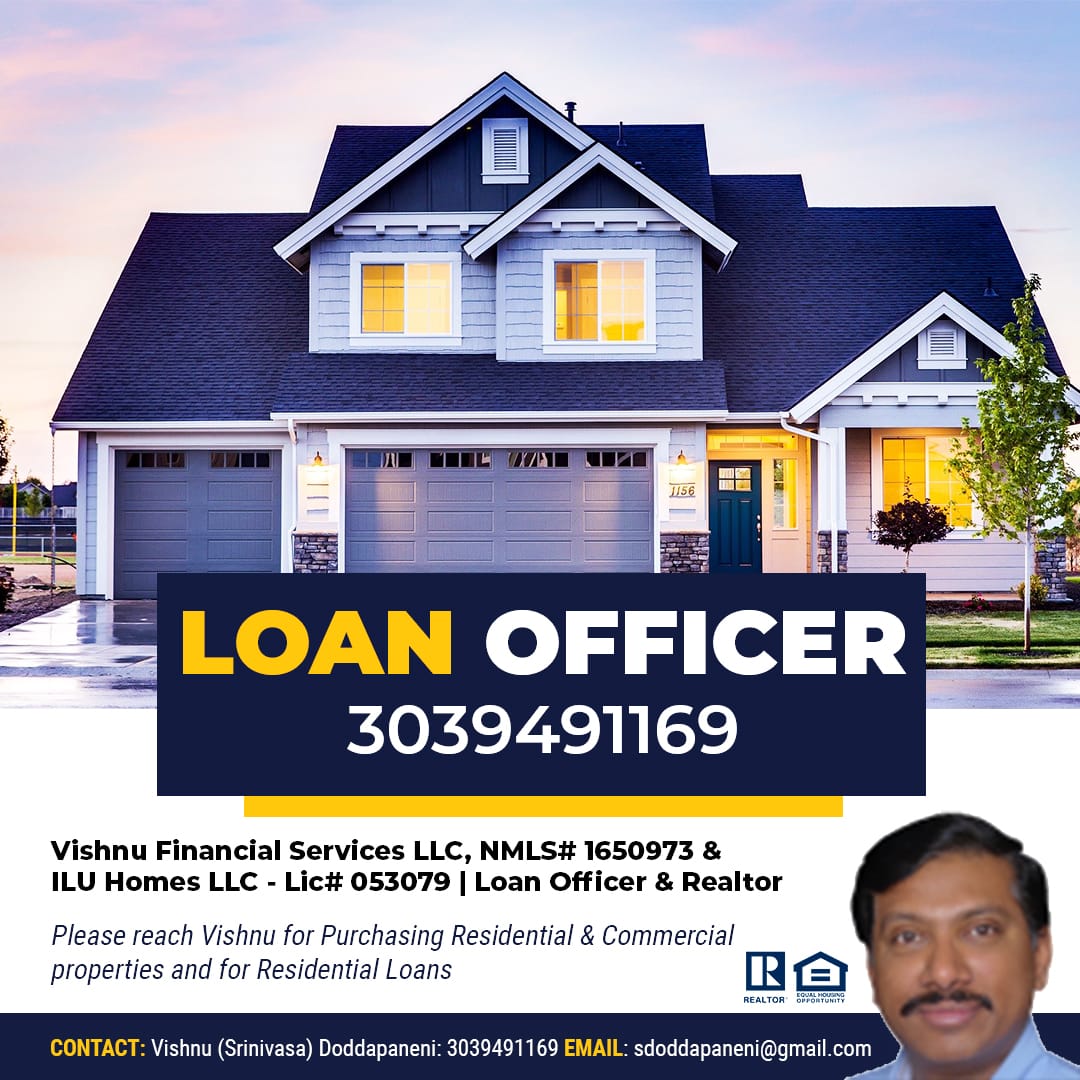 1156
LOAN OFFICER
3039491169
Vishnu Financial Services LLC, NMLS# 1650973 &
ILU Homes LLC - Lic# 053079 | Loan Officer & Realtor
Please reach Vishnu for Purchasing Residential & Commercial
properties and for Residential Loans
R
REALTOR®
EQUAL HOUSING
OPPORTUNITY
CONTACT: Vishnu (Srinivasa) Doddapaneni: 3039491169 EMAIL: sdoddapaneni@gmail.com